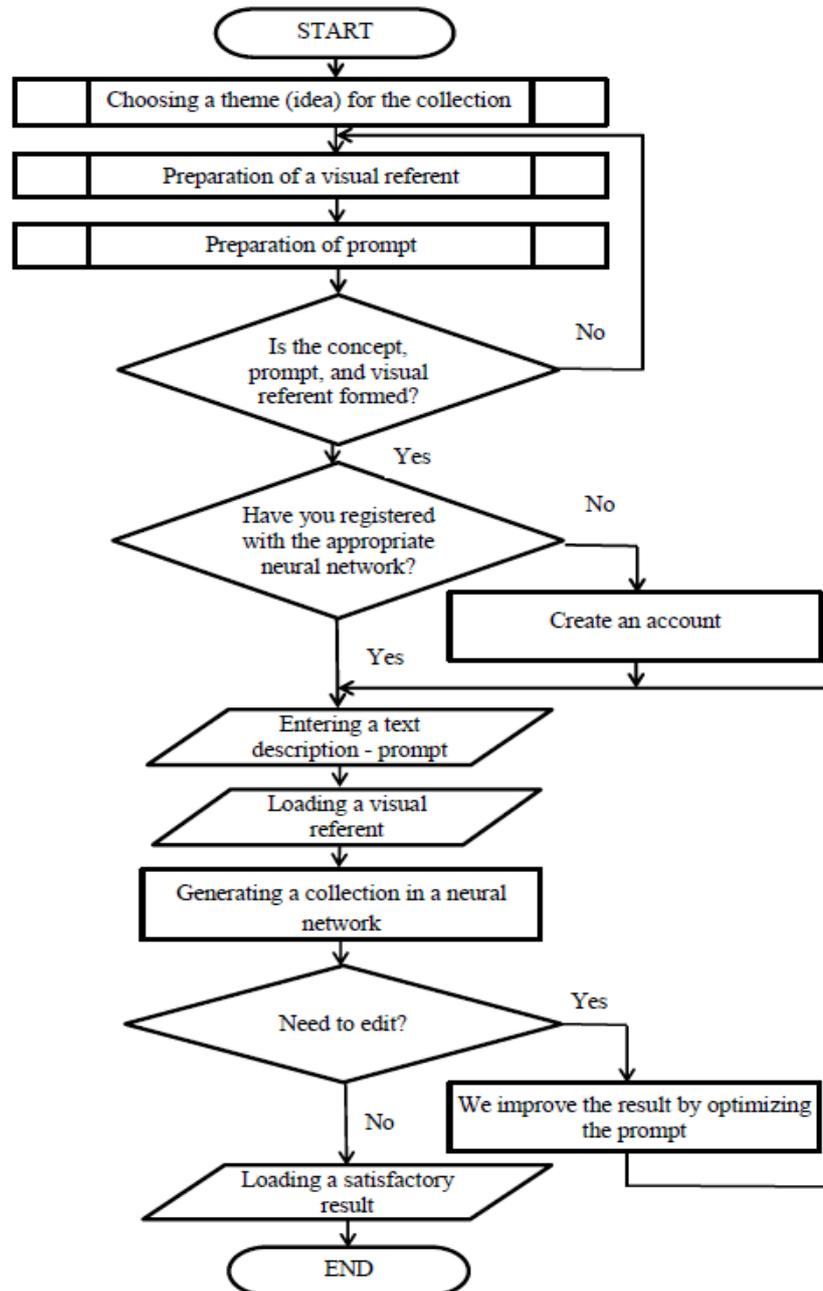 START
Choosing a theme (idea) for the collection
Preparation of a visual referent
Preparation of prompt
Is the concept,
prompt, and visual
referent formed?
No
Yes
Have you registered
with the appropriate
neural network?
No
Create an account
Yes
Entering a text
description - prompt
Loading a visual
referent
Generating a collection in a neural
network
Need to edit?
Yes
We improve the result by optimizing
the prompt
No
Loading a satisfactory
result
END